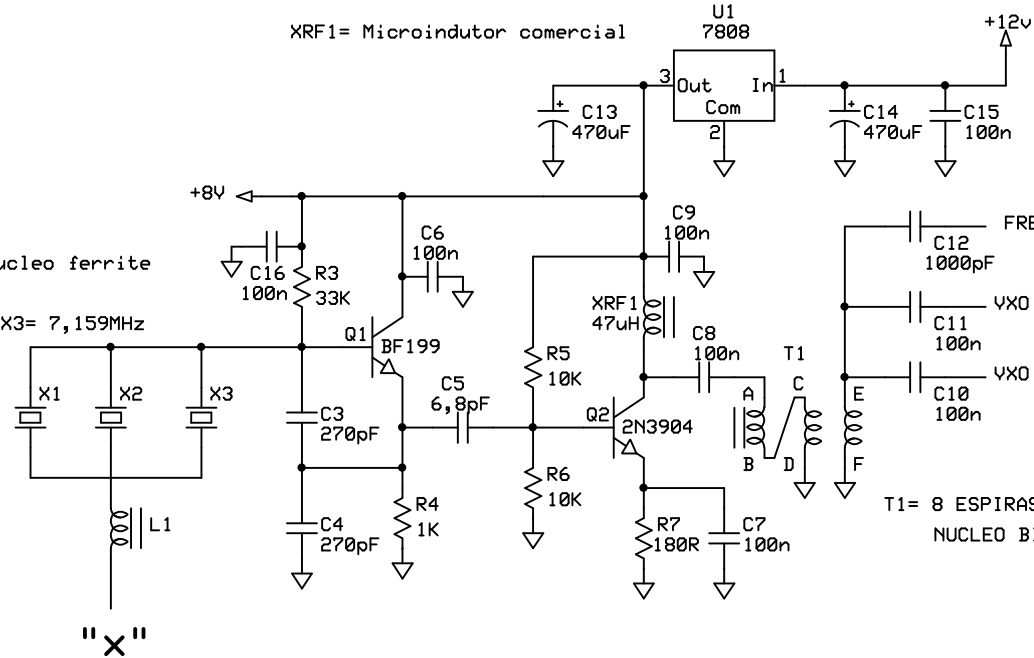 XRF1= Microindutor comercial
U1
7808
+12v
3
Out
In
1
Com
2
C13
470uF
C14
470uF
C15
100n
+8V
C6
100n
C9
100n
FRE
C12
1000pF
ucleo ferrite
C16
100n
R3
33K
XRF1
47uH
VXO
C11
100n
X3= 7,159MHz
Q1
BF199
R5
10K
C8
100n
T1
VXO
C10
100n
X1
X2
X3
C5
6,8pF
A
C
E
C3
270pF
Q2
2N3904
B
D
F
R6
10K
R4
1K
L1
C4
270pF
R7
180R
C7
100n
T1= 8 ESPIRAS
NUCLEO B
"X"